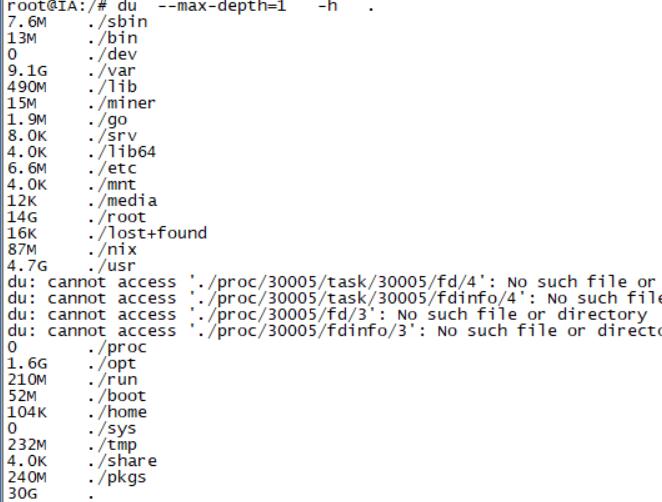 root@IA:/# du  --max-depth=1   -h   .
7.6M    ./sbin
13M     ./bin
0       ./dev
9.1G    ./var
490M    ./lib
15M     ./miner
1.9M    ./go
8.0K    ./srv
4.0K    ./lib64
6.6M    ./etc
4.0K    ./mnt
12K     ./media
14G     ./root
16K     ./lost+found
87M     ./nix
4.7G    ./usr
du: cannot access './proc/30005/task/30005/fd/4': No such file or
du: cannot access './proc/30005/task/30005/fdinfo/4': No such file
du: cannot access './proc/30005/fd/3': No such file or directory
du: cannot access './proc/30005/fdinfo/3': No such file or directo
0       ./proc
1.6G    ./opt
210M    ./run
52M     ./boot
104K    ./home
0       ./sys
232M    ./tmp
4.0K    ./share
240M    ./pkgs
30G     .